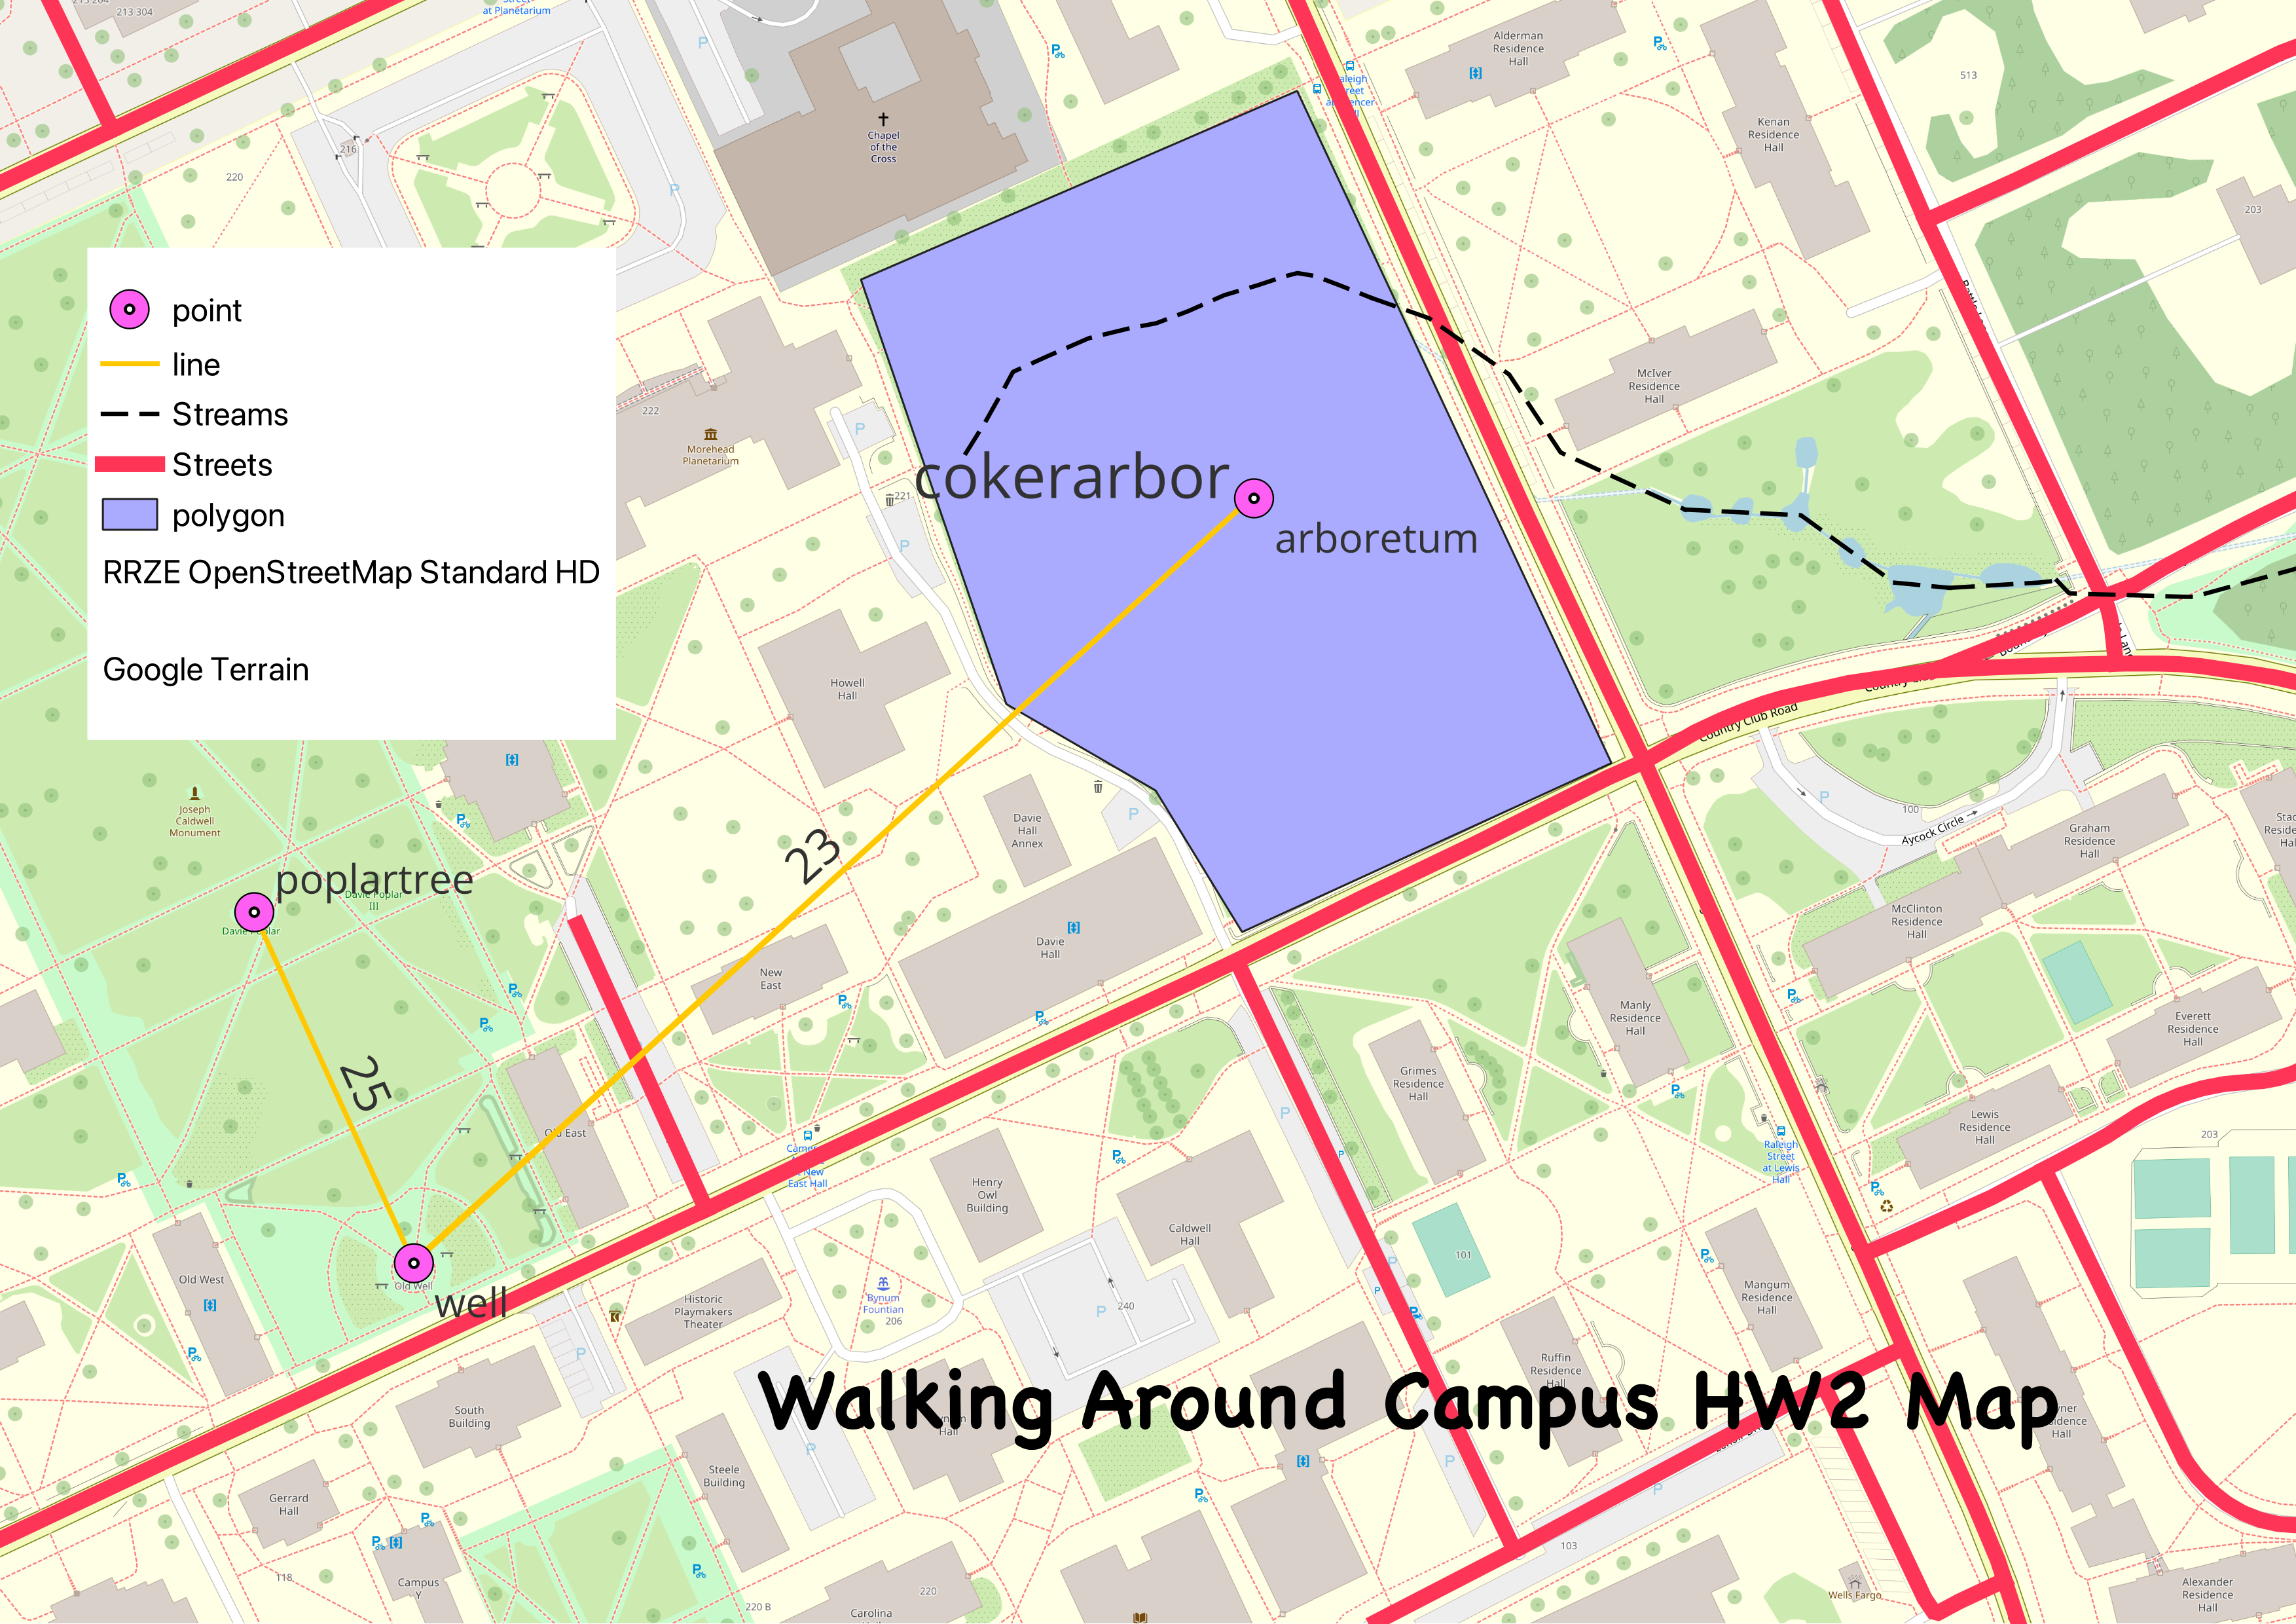 213 304
Street
at Planetarium
216
220
Chapel
of the
Cross
Alderman
Residence
Hall
513
Kenan
Residence
Hall
203
point
line
Streams
Streets
polygon
RRZE OpenStreetMap Standard HD
Google Terrain
222
Morehead
Planetarium
221
McIver
Residence
Hall
cokerarbor
arboretum
Howell
Hall
Country Club Road
Joseph
Caldwell
Monument
Davie
Hall
Annex
100
Aycock Circle
Graham
Residence
Hall
23
poplartree
Davie Poplar
III
Davie Poplar
Davie
Hall
New
East
McClinton
Residence
Hall
Manly
Residence
Hall
Everett
Residence
Hall
25
Grimes
Residence
Hall
Old East
Lewis
Residence
Hall
203
Raleigh
Street
at Lewis
Hall
New
East Hall
Henry
Owl
Building
Caldwell
Hall
101
Old West
Old Well
well
Historic
Playmakers
Theater
Bynum
Fountian
206
240
Mangum
Residence
Hall
Ruffin
Residence
Hall
Walking Around Campus HW2 Map
South
Building
Steele
Building
Gerrard
Hall
103
118
Campus
Y
220
220 B
Carolina
Wells Fargo
Alexander
Residence
Hall